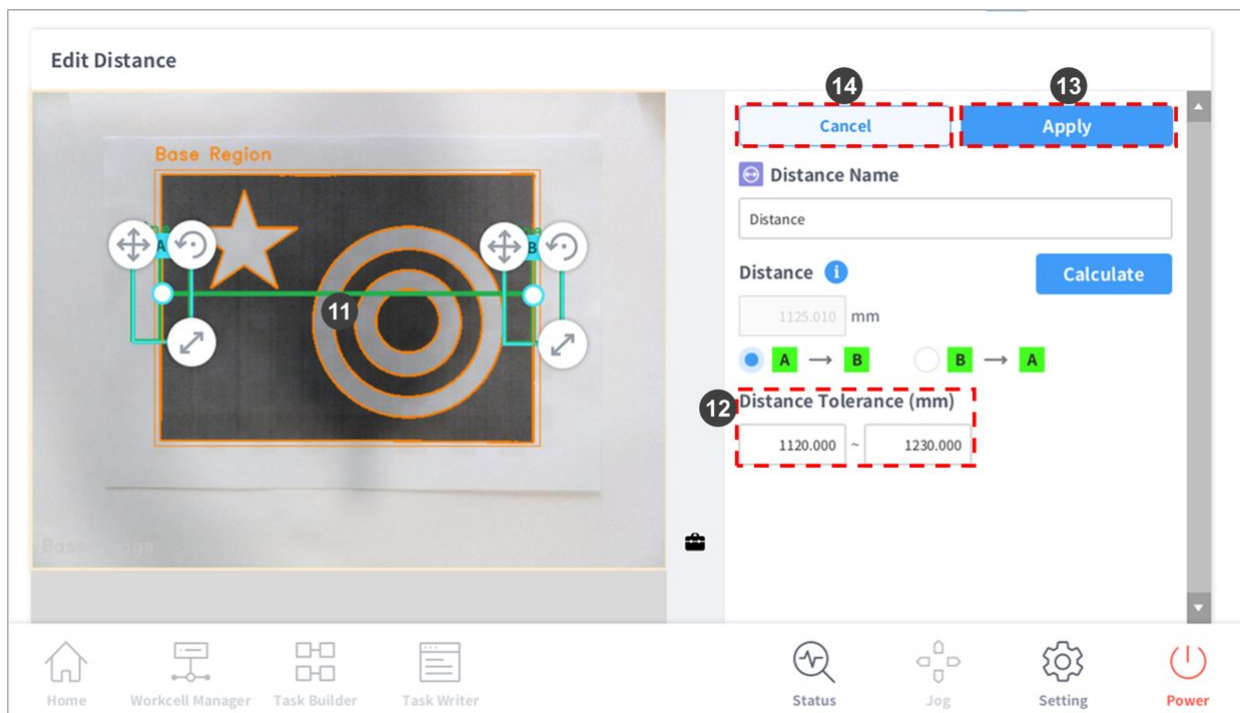 Edit Distance
14
13
Cancel
Apply
Base Region
Distance Name
Distance
A
B
Distance i
Calculate
11
1125.010 mm
A → B
B → A
12
Distance Tolerance (mm)
1120.000 ~ 1230.000
Home
Workcell Manager
Task Builder
Task Writer
Status
Jog
Setting
Power